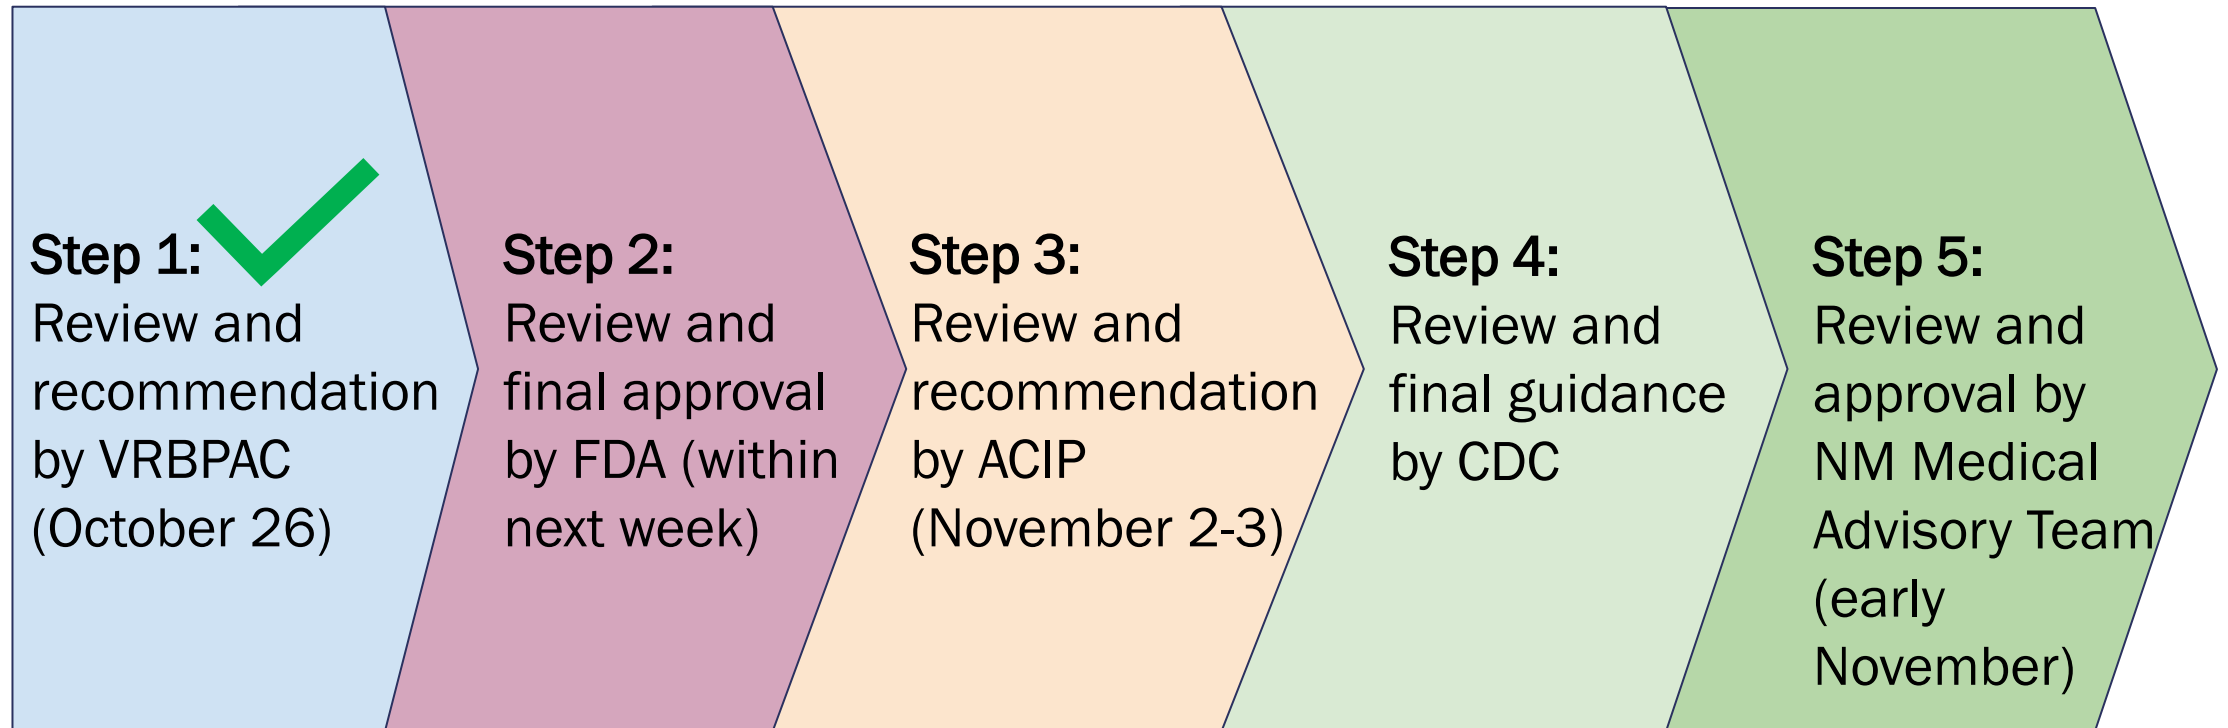 Step 1:
Review and
recommendation
by VRBPAC
(October 26)
Step 2:
Review and
final approval
by FDA (within
next week)
Step 3:
Review and
recommendation
by ACIP
(November 2-3)
Step 4:
Review and
final guidance
by CDC
Step 5:
Review and
approval by
NM Medical
Advisory Team
(early
November)